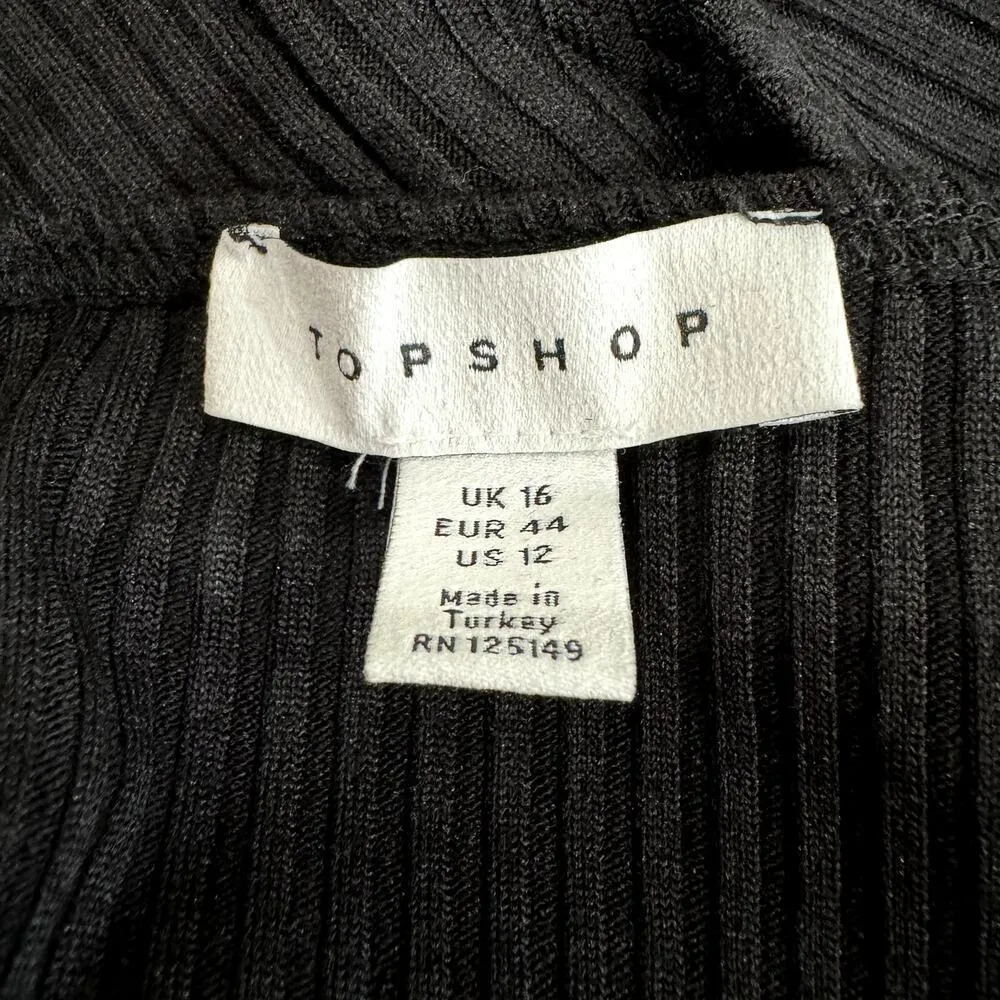 TOPSHOP
UK 16
EUR 44
US 12
Made in
Turkey
RN 125149